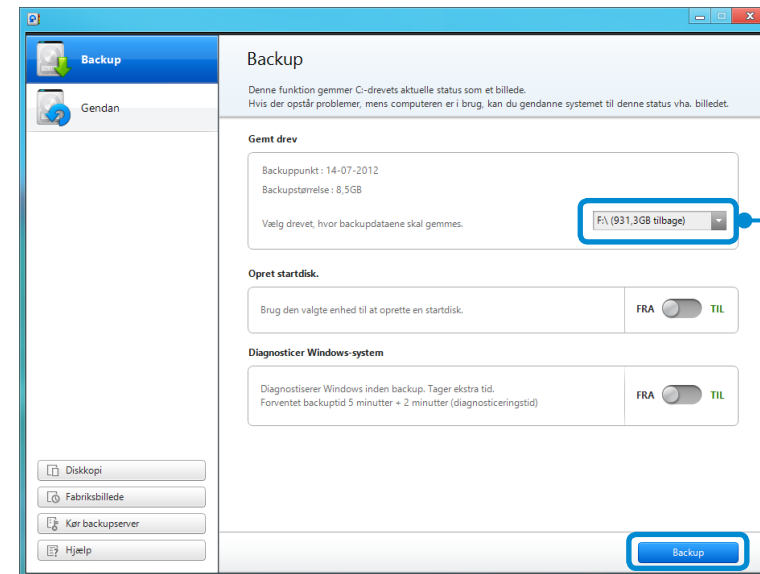 Backup
Gendan
Diskkopi
Fabriksbillede
Kør backupserver
Hjælp
Backup
Denne funktion gemmer C:-drevets aktuelle status som et billede.
Hvis der opstår problemer, mens computeren er i brug, kan du gendanne systemet til denne status vha. billedet.
Gemt drev
Backuppunkt : 14-07-2012
Backupstørrelse : 8,5GB
Vælg drevet, hvor backupdataene skal gemmes.
F:\ (931,3GB tilbage)
Opret startdisk.
Brug den valgte enhed til at oprette en startdisk.
FRA TIL
Diagnosticer Windows-system
Diagnostiserer Windows inden backup. Tager ekstra tid.
Forventet backuptid 5 minutter + 2 minutter (diagnosticeringstid)
FRA TIL
Backup